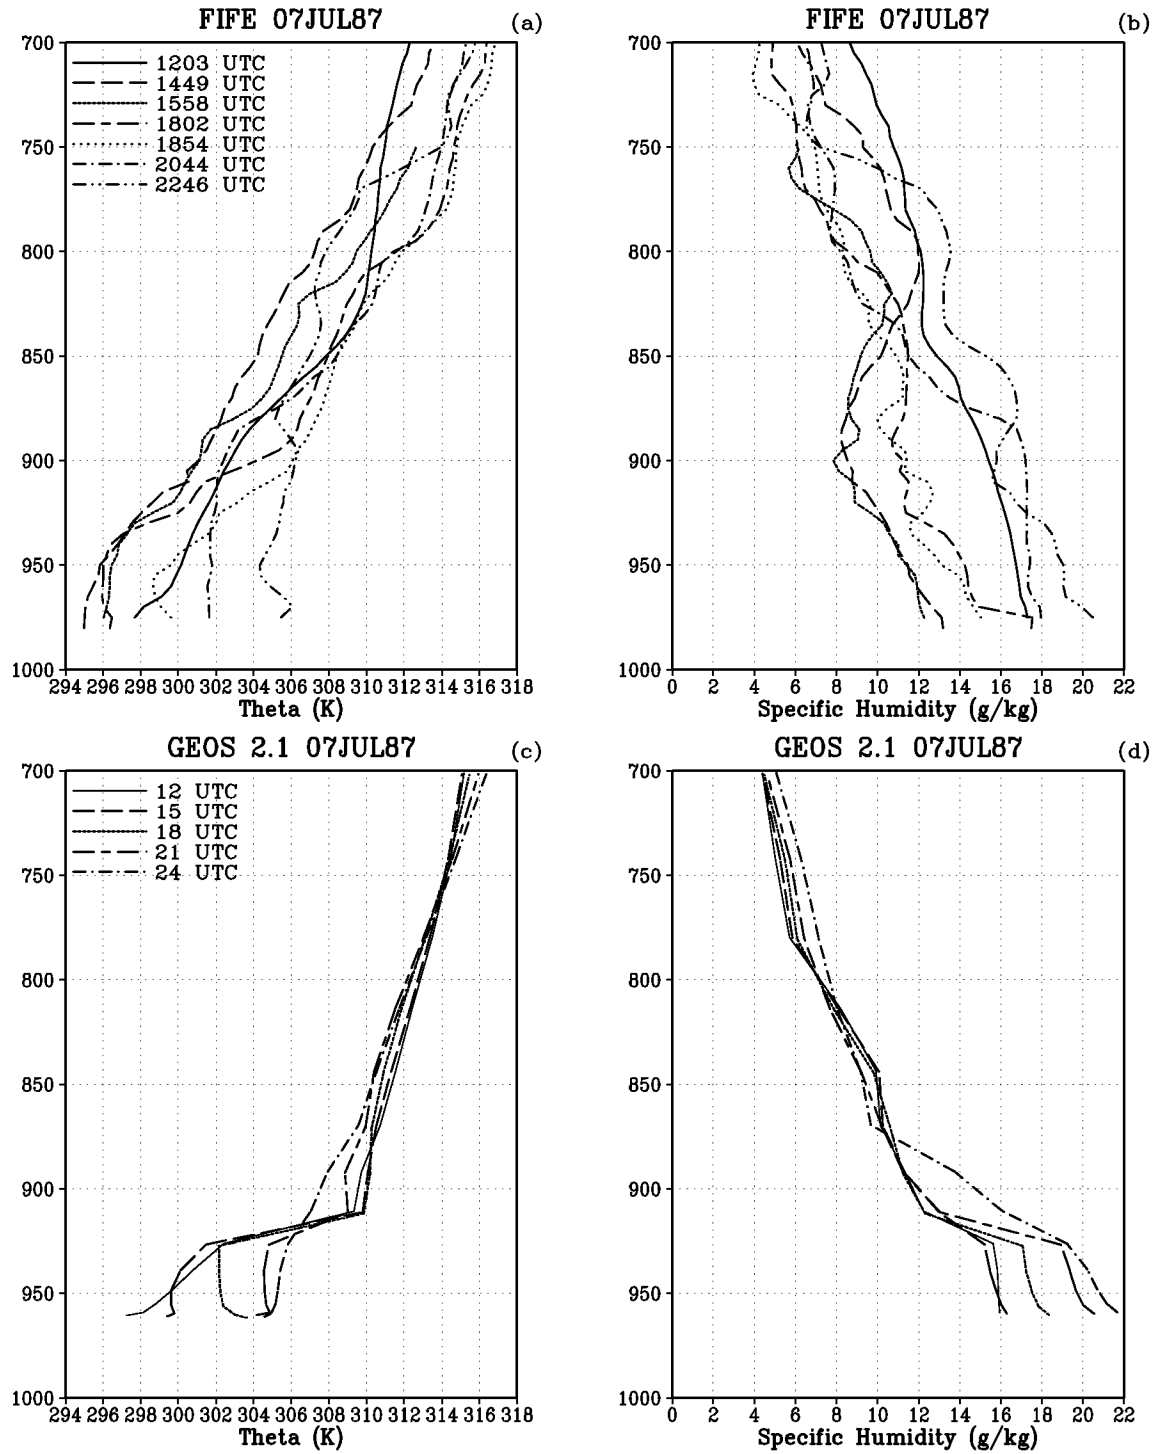 FIFE 07JUL87 (a)
700
750
800
850
900
950
1000
1203 UTC
1449 UTC
1558 UTC
1802 UTC
1854 UTC
2044 UTC
2246 UTC
294 296 298 300 302 304 306 308 310 312 314 316 318
Theta (K)
FIFE 07JUL87 (b)
700
750
800
850
900
950
1000
0 2 4 6 8 10 12 14 16 18 20 22
Specific Humidity (g/kg)
GEOS 2.1 07JUL87 (c)
700
750
800
850
900
950
1000
12 UTC
15 UTC
18 UTC
21 UTC
24 UTC
294 296 298 300 302 304 306 308 310 312 314 316 318
Theta (K)
GEOS 2.1 07JUL87 (d)
700
750
800
850
900
950
1000
0 2 4 6 8 10 12 14 16 18 20 22
Specific Humidity (g/kg)